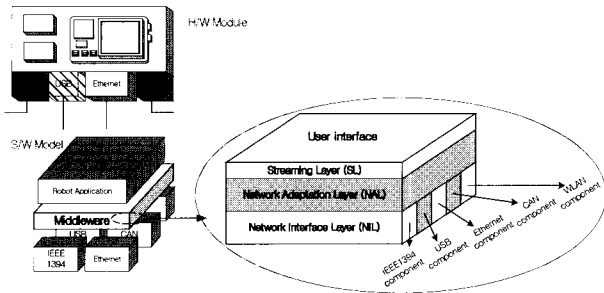 H/W Module
USB
Ethernet
S/W Model
Robot Application
Middleware
USB
CAN
IEEE
1394
Ethernet
User Interface
Streaming Layer (SL)
Network Adaptation Layer (NAL)
Network Interface Layer (NIL)
IEEE1394
component
USB
component
Ethernet
component
CAN
component
WLAN
component